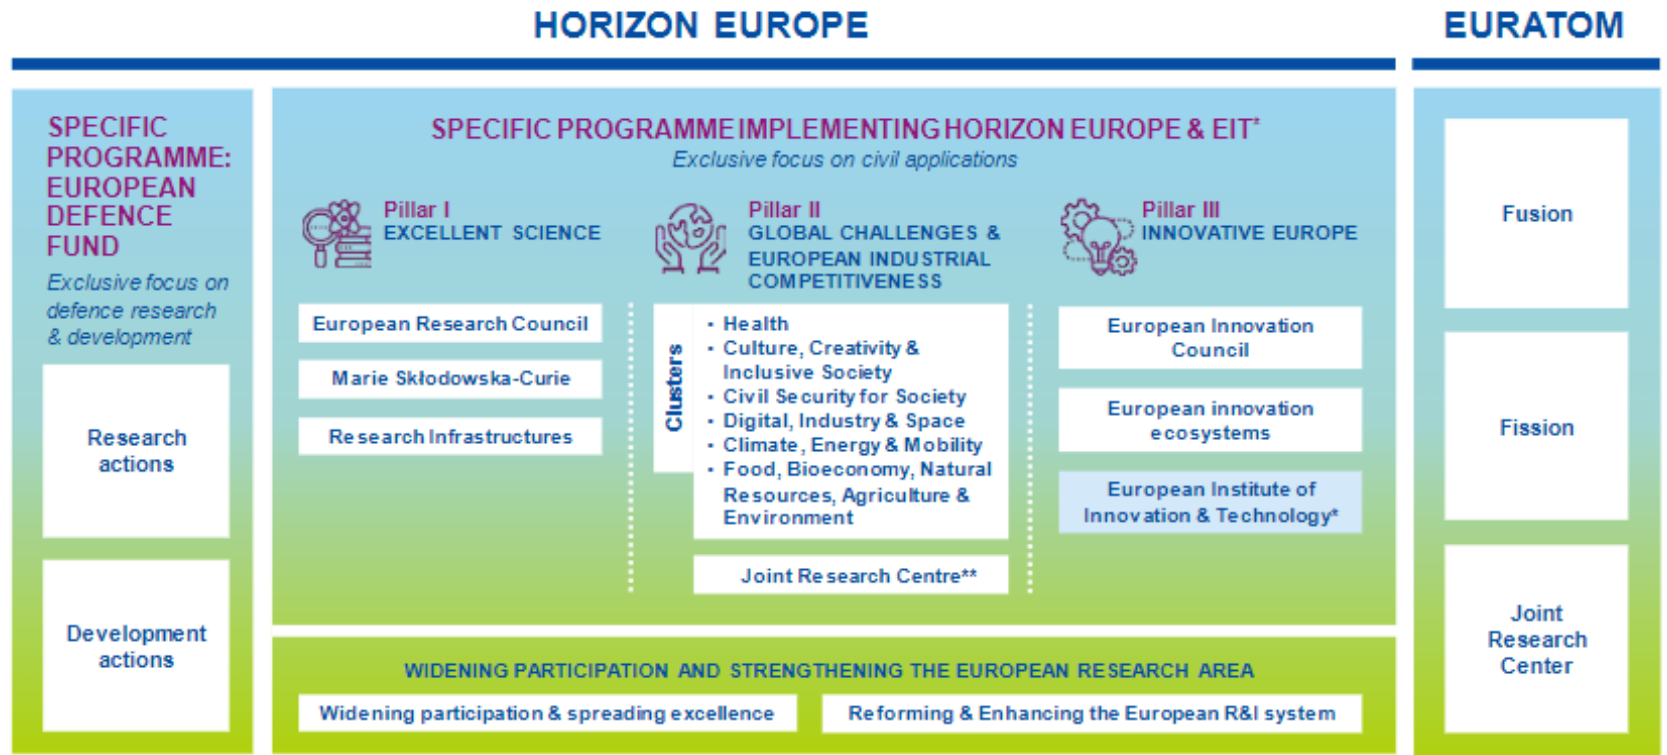 HORIZON EUROPE
EURATOM
SPECIFIC
PROGRAMME:
EUROPEAN
DEFENCE
FUND
Exclusive focus on
defence research
& development
Research
actions
Development
actions
SPECIFIC PROGRAMME IMPLEMENTING HORIZON EUROPE & EIT*
Exclusive focus on civil applications
Pillar I
EXCELLENT SCIENCE
European Research Council
Marie Skłodowska-Curie
Research Infrastructures
Pillar II
GLOBAL CHALLENGES &
EUROPEAN INDUSTRIAL
COMPETITIVENESS
Clusters
• Health
• Culture, Creativity &
Inclusive Society
• Civil Security for Society
• Digital, Industry & Space
• Climate, Energy & Mobility
• Food, Bioeconomy, Natural
Resources, Agriculture &
Environment
Joint Research Centre**
Pillar III
INNOVATIVE EUROPE
European Innovation
Council
European innovation
ecosystems
European Institute of
Innovation & Technology*
WIDENING PARTICIPATION AND STRENGTHENING THE EUROPEAN RESEARCH AREA
Widening participation & spreading excellence
Reforming & Enhancing the European R&I system
Fusion
Fission
Joint
Research
Center